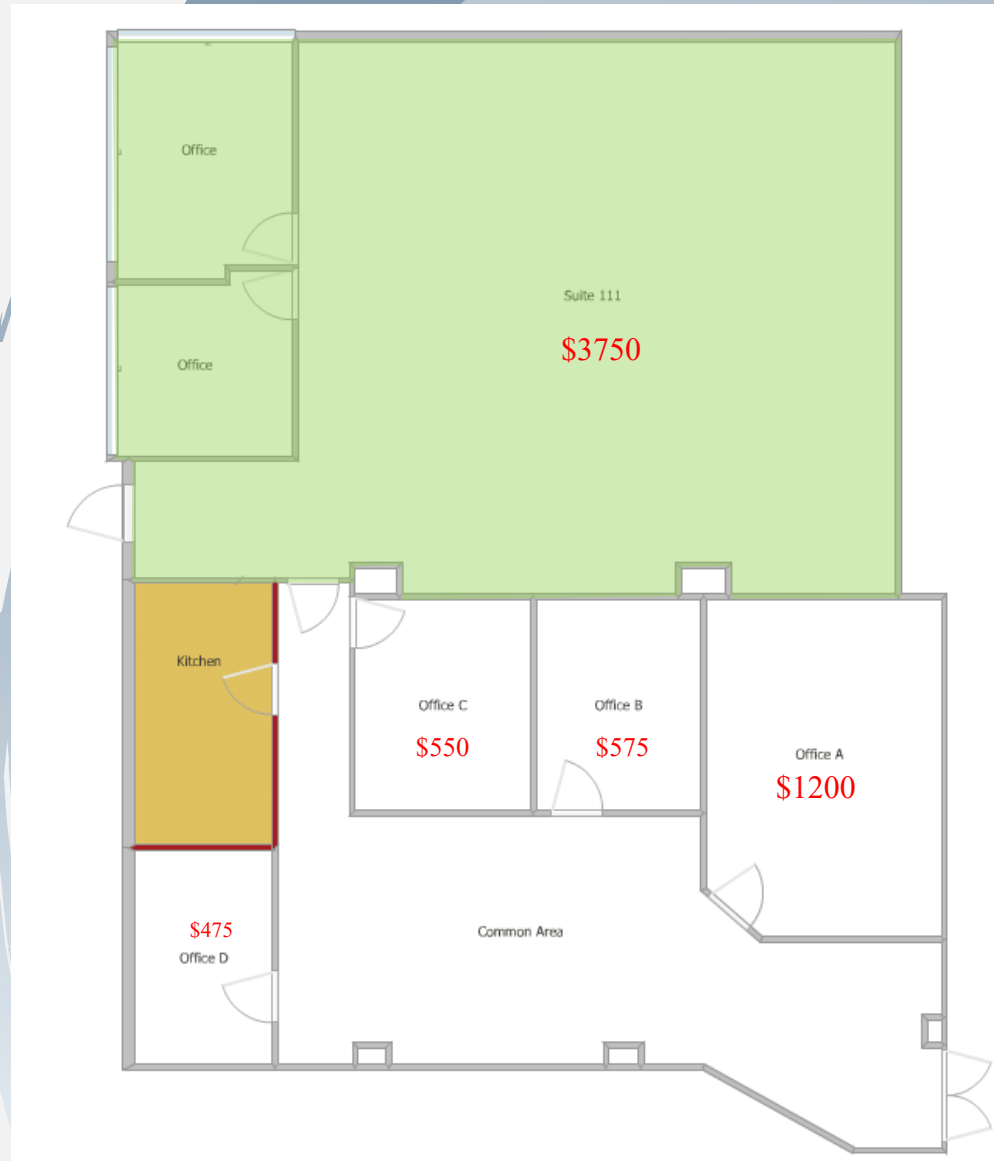 Office
Suite 111
$3750
Office
Kitchen
Office C
$550
Office B
$575
Office A
$1200
$475
Office D
Common Area